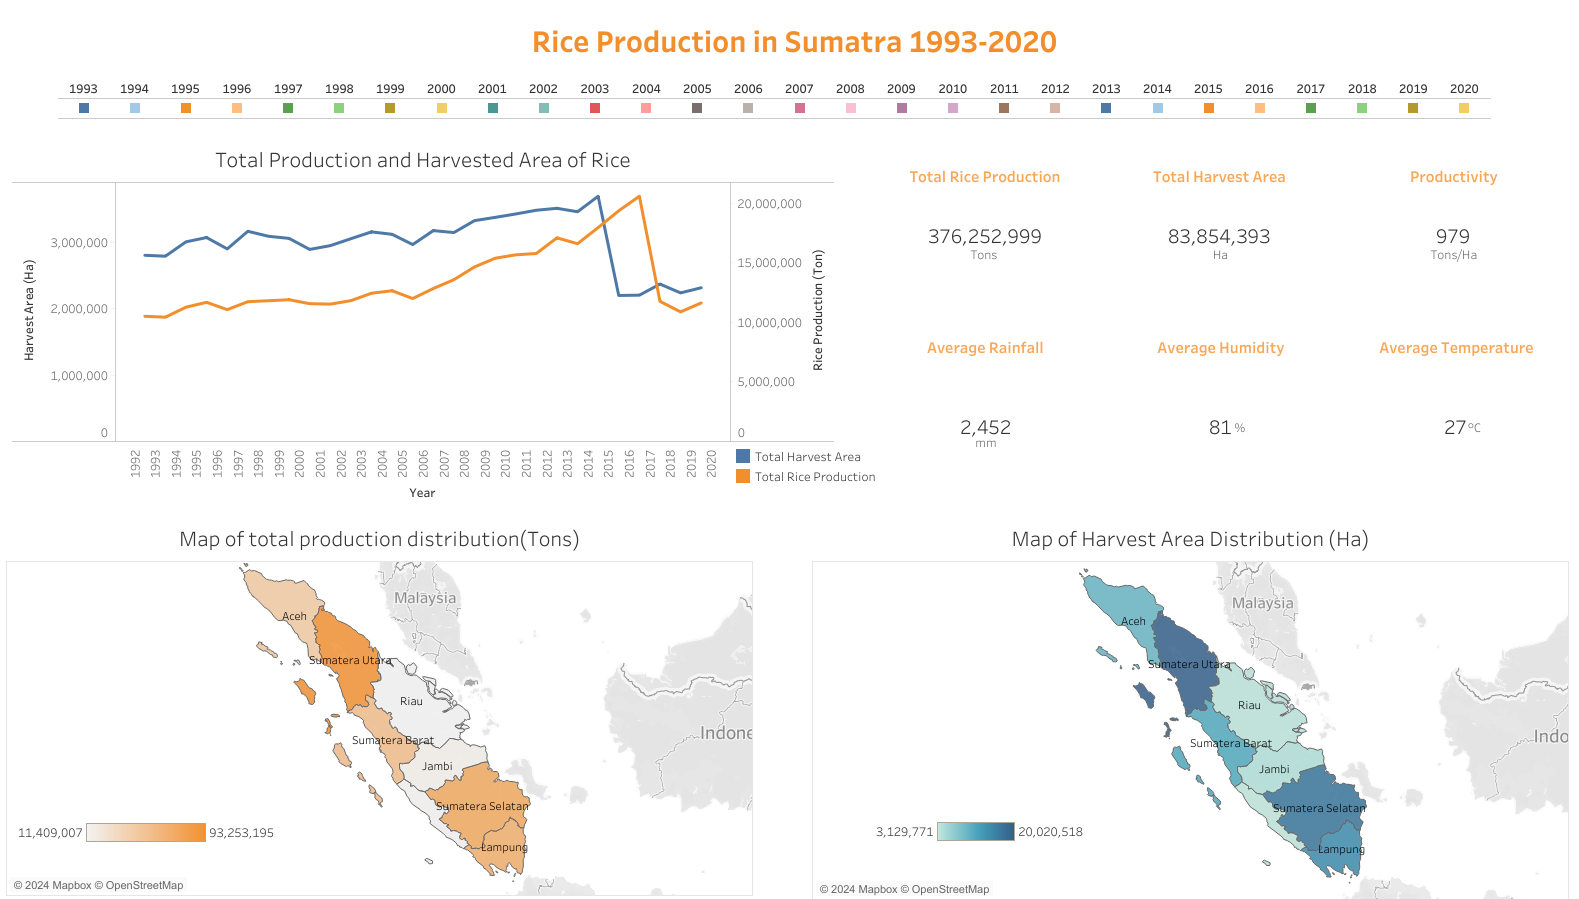 Rice Production in Sumatra 1993-2020
1993 1994 1995 1996 1997 1998 1999 2000 2001 2002 2003 2004 2005 2006 2007 2008 2009 2010 2011 2012 2013 2014 2015 2016 2017 2018 2019 2020
Total Production and Harvested Area of Rice
Harvest Area (Ha)
3,000,000
2,000,000
1,000,000
0
20,000,000
15,000,000
10,000,000
5,000,000
0
Rice Production (Ton)
1992 1993 1994 1995 1996 1997 1998 1999 2000 2001 2002 2003 2004 2005 2006 2007 2008 2009 2010 2011 2012 2013 2014 2015 2016 2017 2018 2019 2020
Year
Total Harvest Area
Total Rice Production
Total Rice Production
376,252,999
Tons
Total Harvest Area
83,854,393
Ha
Productivity
979
Tons/Ha
Average Rainfall
2,452
mm
Average Humidity
81 %
Average Temperature
27 °C
Map of total production distribution(Tons)
Malaysia
Aceh
Sumatera Utara
Riau
Sumatera Barat
Indone
Jambi
Sumatera Selatan
Lampung
11,409,007 93,253,195
© 2024 Mapbox © OpenStreetMap
Map of Harvest Area Distribution (Ha)
Malaysia
Aceh
Sumatera Utara
Riau
Sumatera Barat
Indo
Jambi
Sumatera Selatan
Lampung
3,129,771 20,020,518
© 2024 Mapbox © OpenStreetMap